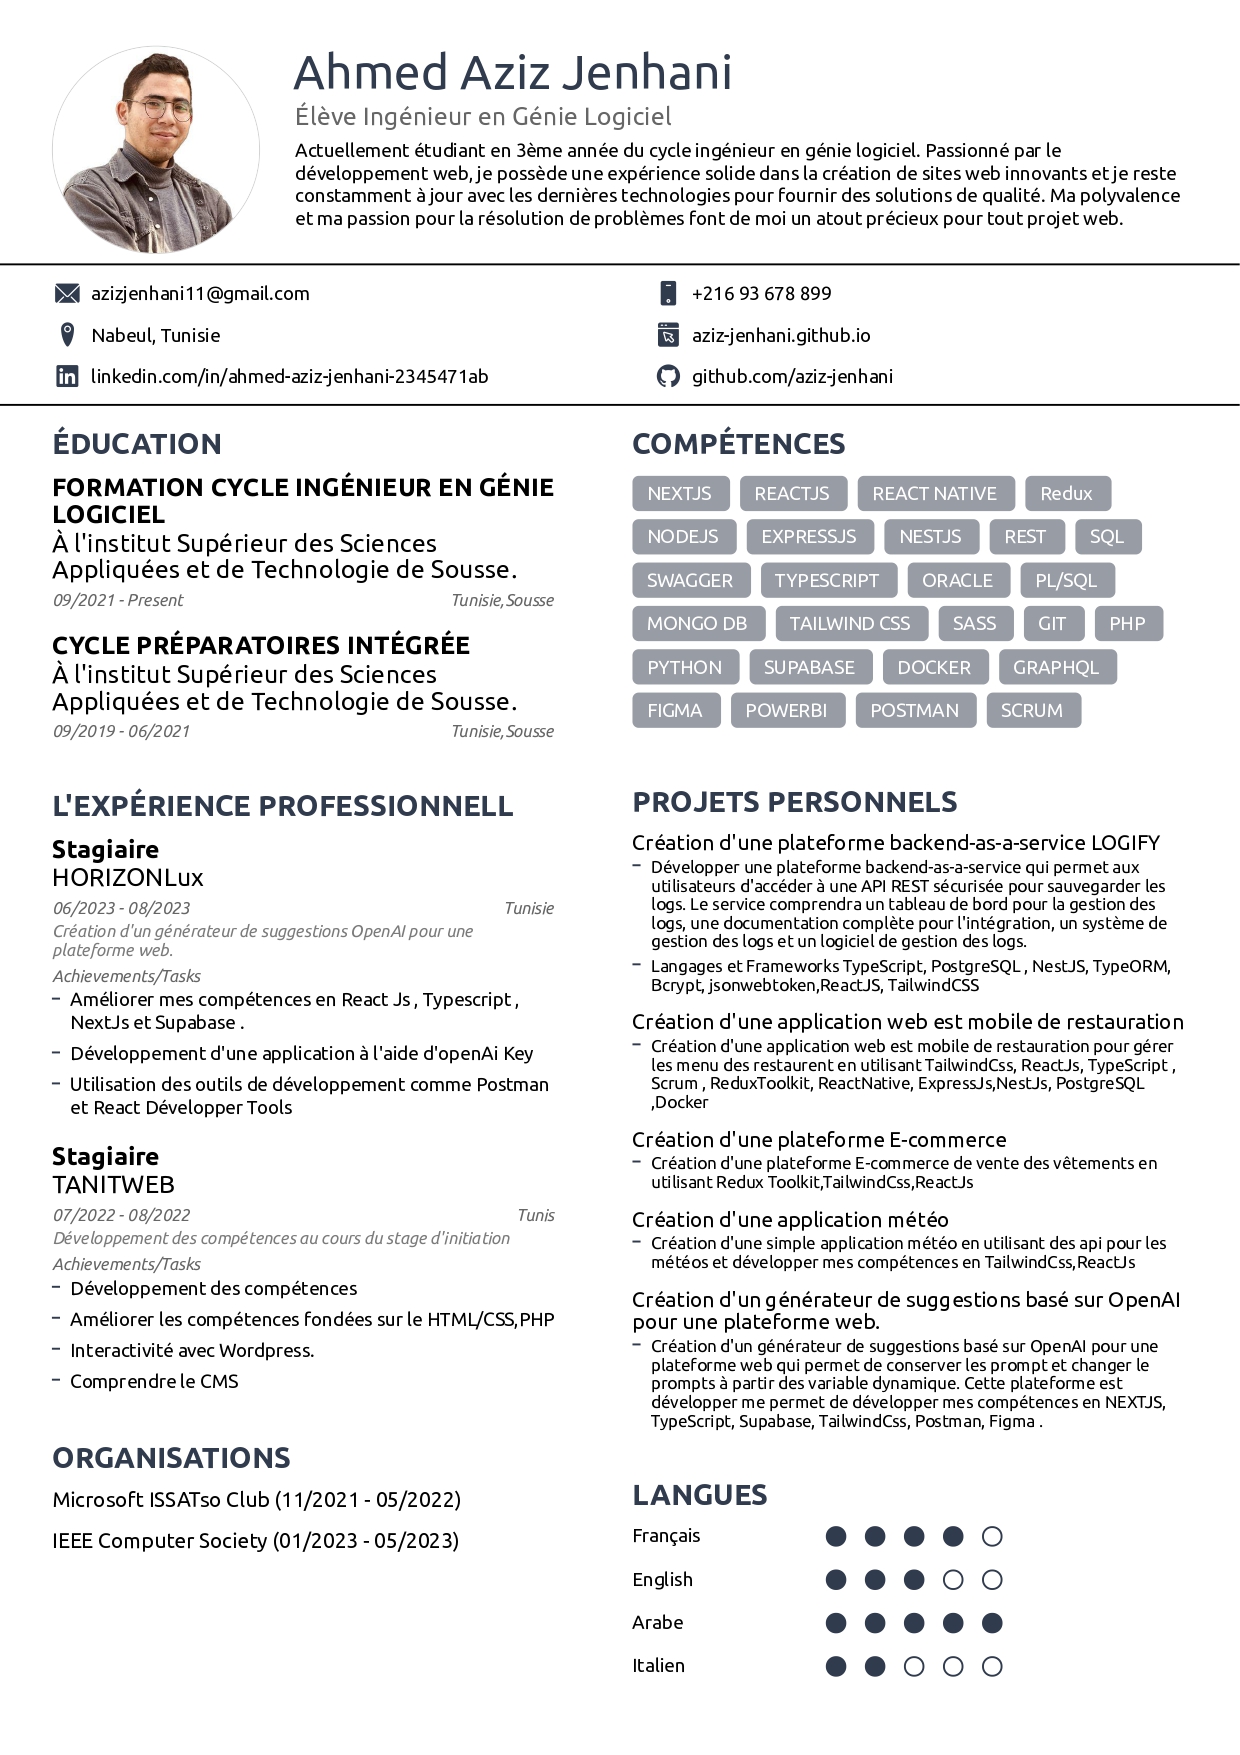 Ahmed Aziz Jenhani
Élève Ingénieur en Génie Logiciel
Actuellement étudiant en 3ème année du cycle ingénieur en génie logiciel. Passionné par le
développement web, je possède une expérience solide dans la création de sites web innovants et je reste
constamment à jour avec les dernières technologies pour fournir des solutions de qualité. Ma polyvalence
et ma passion pour la résolution de problèmes font de moi un atout précieux pour tout projet web.
azizjenhani11@gmail.com
+216 93 678 899
Nabeul, Tunisie
aziz-jenhani.github.io
linkedin.com/in/ahmed-aziz-jenhani-2345471ab
github.com/aziz-jenhani
ÉDUCATION
FORMATION CYCLE INGÉNIEUR EN GÉNIE
LOGICIEL
À l'institut Supérieur des Sciences
Appliquées et de Technologie de Sousse.
09/2021 - Present Tunisie,Sousse
CYCLE PRÉPARATOIRES INTÉGRÉE
À l'institut Supérieur des Sciences
Appliquées et de Technologie de Sousse.
09/2019 - 06/2021 Tunisie,Sousse
L'EXPÉRIENCE PROFESSIONNELL
Stagiaire
HORIZONLux
06/2023 - 08/2023 Tunisie
Création d'un générateur de suggestions OpenAI pour une
plateforme web.
Achievements/Tasks
– Améliorer mes compétences en React Js , Typescript ,
NextJs et Supabase .
– Développement d'une application à l'aide d'openAi Key
– Utilisation des outils de développement comme Postman
et React Développer Tools
Stagiaire
TANITWEB
07/2022 - 08/2022 Tunis
Développement des compétences au cours du stage d'initiation
Achievements/Tasks
– Développement des compétences
– Améliorer les compétences fondées sur le HTML/CSS,PHP
– Interactivité avec Wordpress.
– Comprendre le CMS
ORGANISATIONS
Microsoft ISSATso Club (11/2021 - 05/2022)
IEEE Computer Society (01/2023 - 05/2023)
COMPÉTENCES
NEXTJS REACTJS REACT NATIVE Redux
NODEJS EXPRESSJS NESTJS REST SQL
SWAGGER TYPESCRIPT ORACLE PL/SQL
MONGO DB TAILWIND CSS SASS GIT PHP
PYTHON SUPABASE DOCKER GRAPHQL
FIGMA POWERBI POSTMAN SCRUM
PROJETS PERSONNELS
Création d'une plateforme backend-as-a-service LOGIFY
– Développer une plateforme backend-as-a-service qui permet aux
utilisateurs d'accéder à une API REST sécurisée pour sauvegarder les
logs. Le service comprendra un tableau de bord pour la gestion des
logs, une documentation complète pour l'intégration, un système de
gestion des logs et un logiciel de gestion des logs.
– Langages et Frameworks TypeScript, PostgreSQL , NestJS, TypeORM,
Bcrypt, jsonwebtoken,ReactJS, TailwindCSS
Création d'une application web est mobile de restauration
– Création d'une application web est mobile de restauration pour gérer
les menu des restaurent en utilisant TailwindCss, ReactJs, TypeScript ,
Scrum , ReduxToolkit, ReactNative, ExpressJs,NestJs, PostgreSQL
,Docker
Création d'une plateforme E-commerce
– Création d'une plateforme E-commerce de vente des vêtements en
utilisant Redux Toolkit,TailwindCss,ReactJs
Création d'une application météo
– Création d'une simple application météo en utilisant des api pour les
météos et développer mes compétences en TailwindCss,ReactJs
Création d'un générateur de suggestions basé sur OpenAI
pour une plateforme web.
– Création d'un générateur de suggestions basé sur OpenAI pour une
plateforme web qui permet de conserver les prompt et changer le
prompts à partir des variable dynamique. Cette plateforme est
développer me permet de développer mes compétences en NEXTJS,
TypeScript, Supabase, TailwindCss, Postman, Figma .
LANGUES
Français
English
Arabe
Italien